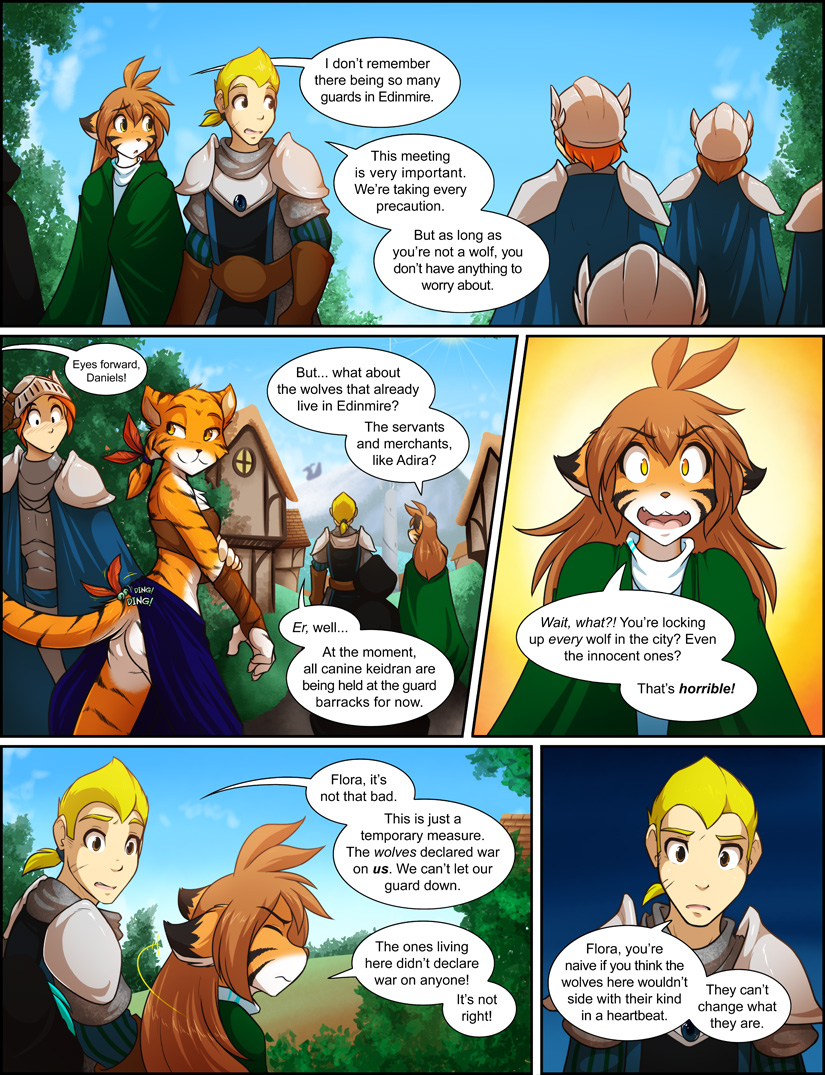 I don't remember
there being so many
guards in Edinmire.
This meeting
is very important.
We're taking every
precaution.
But as long as
you're not a wolf, you
don't have anything to
worry about.
Eyes forward,
Daniels!
But... what about
the wolves that already
live in Edinmire?
The servants
and merchants,
like Adira?
DING!
DING!
Er, well...
At the moment,
all canine keidran are
being held at the guard
barracks for now.
Wait, what?! You're locking
up every wolf in the city? Even
the innocent ones?
That's horrible!
Flora, it's
not that bad.
This is just a
temporary measure.
The wolves declared war
on us. We can't let our
guard down.
The ones living
here didn't declare
war on anyone!
It's not
right!
Flora, you're
naive if you think the
wolves here wouldn't
side with their kind
in a heartbeat.
They can't
change what
they are.